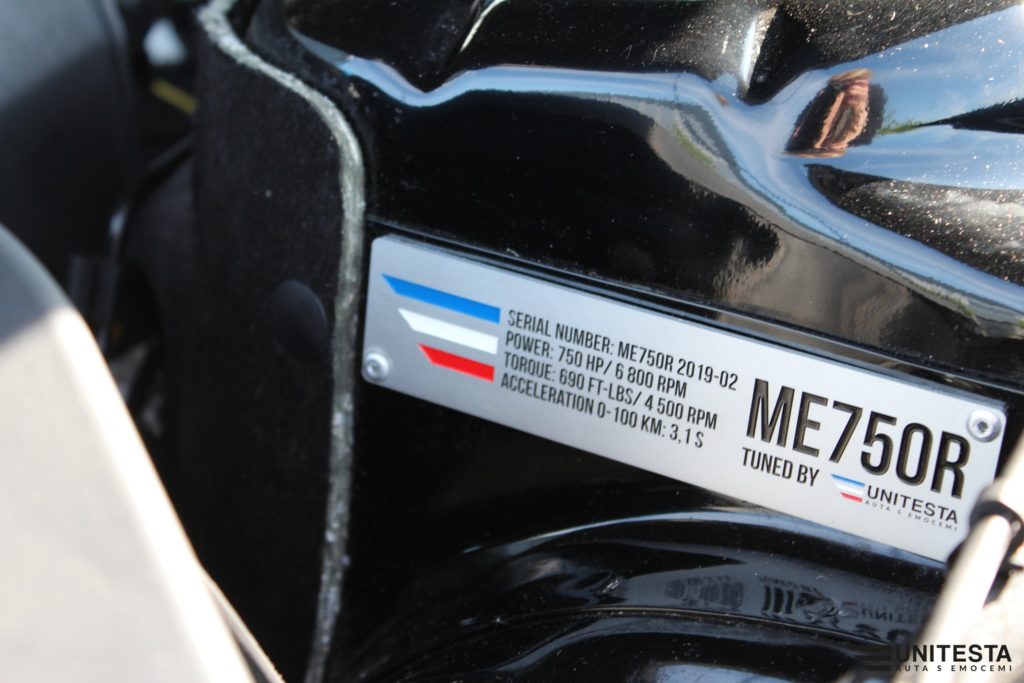 SERIAL NUMBER: ME750R 2019-02
POWER: 750 HP/ 6 800 RPM
TORQUE: 690 FT-LBS/ 4 500 RPM
ACCELERATION 0-100 KM: 3,1 S
ME750R
TUNED BY
UNITESTA
AUTA S EMOCEMI
UNITESTA
AUTA S EMOCEMI